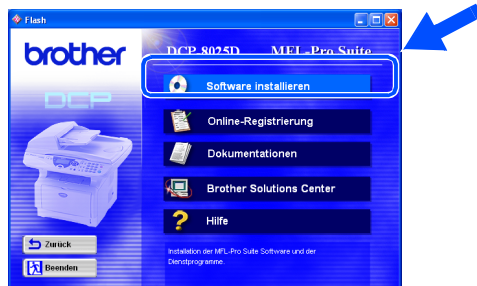 Flash
brother
DCP 8025D MFL-Pro Suite
DCP
Software installieren
Online-Registrierung
Dokumentationen
Brother Solutions Center
Hilfe
Zurück
Beenden
Installation der MFL-Pro Suite Software und der
Dienstprogramme.